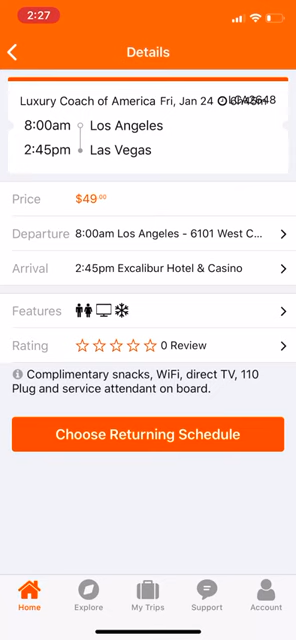 2:27
Details
Luxury Coach of America Fri, Jan 24
8:00am Los Angeles
2:45pm Las Vegas
Price $49.00
Departure 8:00am Los Angeles - 6101 West C...
Arrival 2:45pm Excalibur Hotel & Casino
Features
Rating 0 Review
Complimentary snacks, WiFi, direct TV, 110
Plug and service attendant on board.
Choose Returning Schedule
Home Explore My Trips Support Account